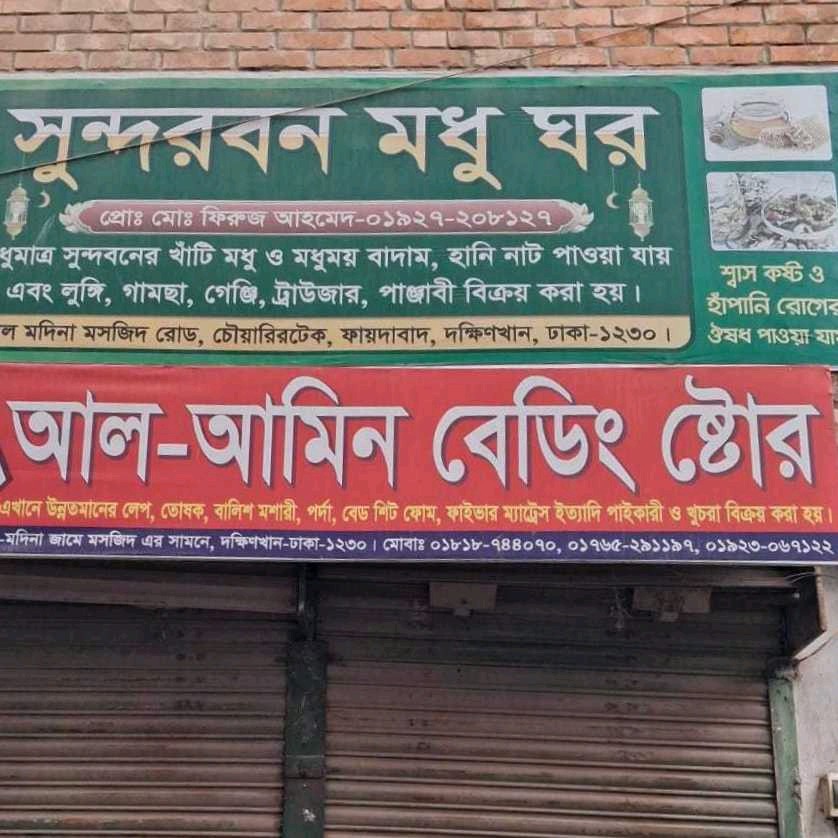 সুন্দরবন মধু ঘর
প্রোঃ মোঃ ফিরুজ আহমেদ-০১৯২৭-২০৮১২৭
ধুমাত্র সুন্দবনের খাঁটি মধু ও মধুময় বাদাম, হানি নাট পাওয়া যায়
এবং লুঙ্গি, গামছা, গেঞ্জি, ট্রাউজার, পাঞ্জাবী বিক্রয় করা হয়।
ল মদিনা মসজিদ রোড, চৌয়ারিরটেক, ফায়দাবাদ, দক্ষিণখান, ঢাকা-১২৩০।
শ্বাস কষ্ট ও
হাঁপানি রোগের
ঔষধ পাওয়া যায়
আল-আমিন বেডিং ষ্টোর
এখানে উন্নতমানের লেপ, তোষক, বালিশ মশারী, পর্দা, বেড শিট ফোম, ফাইভার ম্যাট্রেস ইত্যাদি পাইকারী ও খুচরা বিক্রয় করা হয়।
-মদিনা জামে মসজিদ এর সামনে, দক্ষিণখান-ঢাকা-১২৩০। মোবাঃ ০১৮১৮-৭৪৪০৭০, ০১৭৬৫-২৯১১৯৭, ০১৯২৩-০৬৭১২২